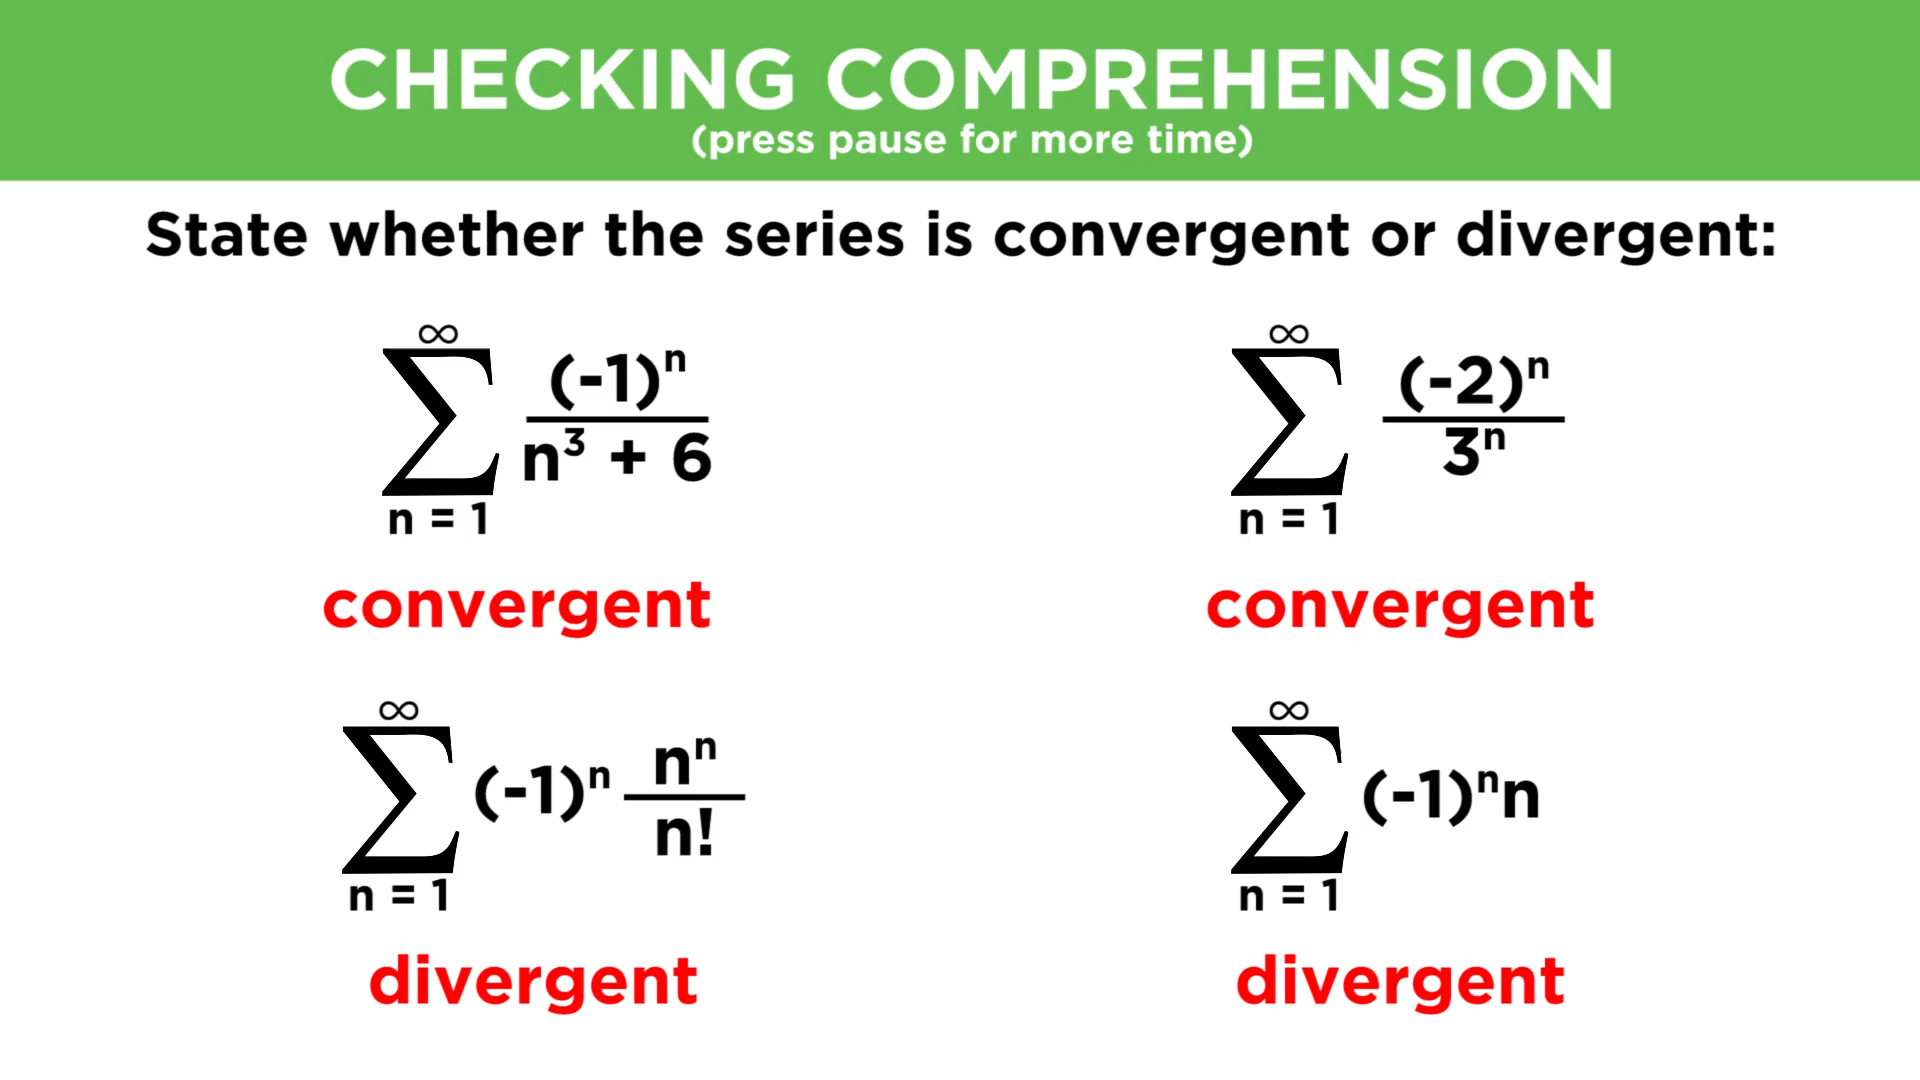 CHECKING COMPREHENSION
(press pause for more time)
State whether the series is convergent or divergent:
∞ ∑ n = 1 (-1)ⁿ / n³ + 6
∞ ∑ n = 1 (-2)ⁿ / 3ⁿ
convergent
convergent
∞ ∑ n = 1 (-1)ⁿ nⁿ / n!
∞ ∑ n = 1 (-1)ⁿn
divergent
divergent